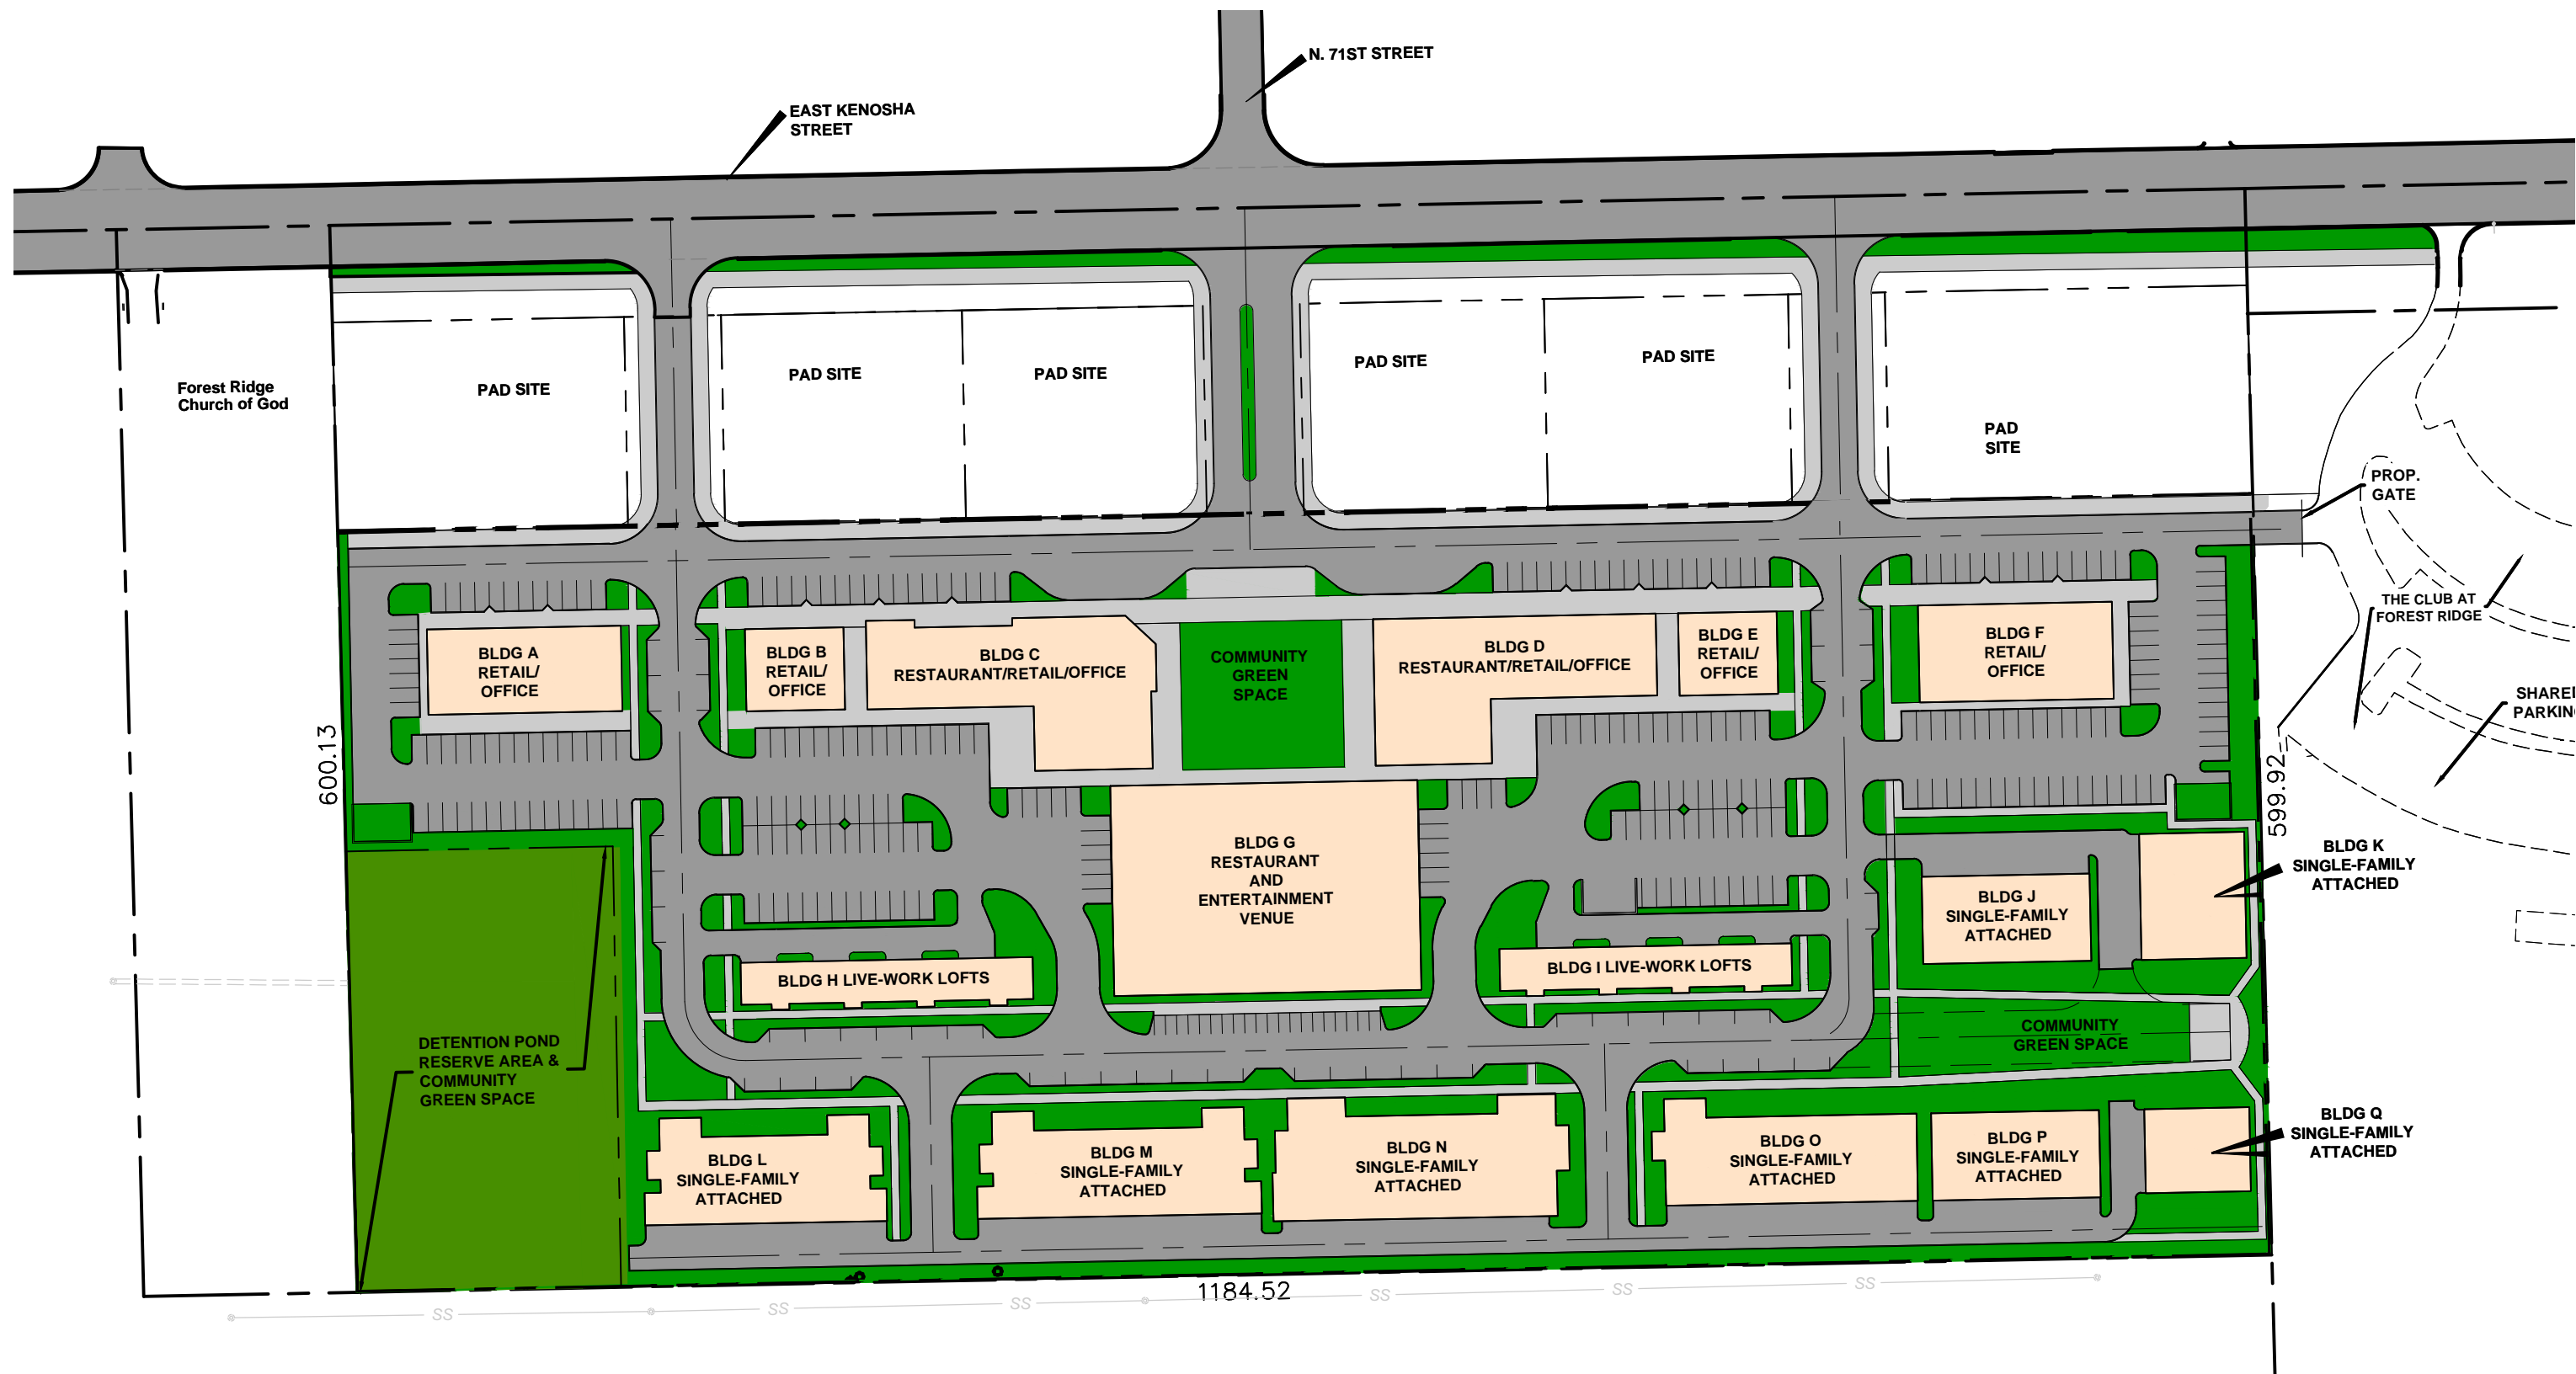 N. 71ST STREET
EAST KENOSHA
STREET
Forest Ridge
Church of God
PAD SITE
PAD SITE
PAD SITE
PAD SITE
PAD SITE
PAD
SITE
PROP.
GATE
THE CLUB AT
FOREST RIDGE
SHARE
PARKIN
BLDG A
RETAIL/
OFFICE
BLDG B
RETAIL/
OFFICE
BLDG C
RESTAURANT/RETAIL/OFFICE
COMMUNITY
GREEN
SPACE
BLDG D
RESTAURANT/RETAIL/OFFICE
BLDG E
RETAIL/
OFFICE
BLDG F
RETAIL/
OFFICE
600.13
599.92
BLDG G
RESTAURANT
AND
ENTERTAINMENT
VENUE
BLDG H LIVE-WORK LOFTS
BLDG I LIVE-WORK LOFTS
BLDG J
SINGLE-FAMILY
ATTACHED
BLDG K
SINGLE-FAMILY
ATTACHED
DETENTION POND
RESERVE AREA &
COMMUNITY
GREEN SPACE
COMMUNITY
GREEN SPACE
BLDG L
SINGLE-FAMILY
ATTACHED
BLDG M
SINGLE-FAMILY
ATTACHED
BLDG N
SINGLE-FAMILY
ATTACHED
BLDG O
SINGLE-FAMILY
ATTACHED
BLDG P
SINGLE-FAMILY
ATTACHED
BLDG Q
SINGLE-FAMILY
ATTACHED
1184.52
SS SS SS SS SS SS